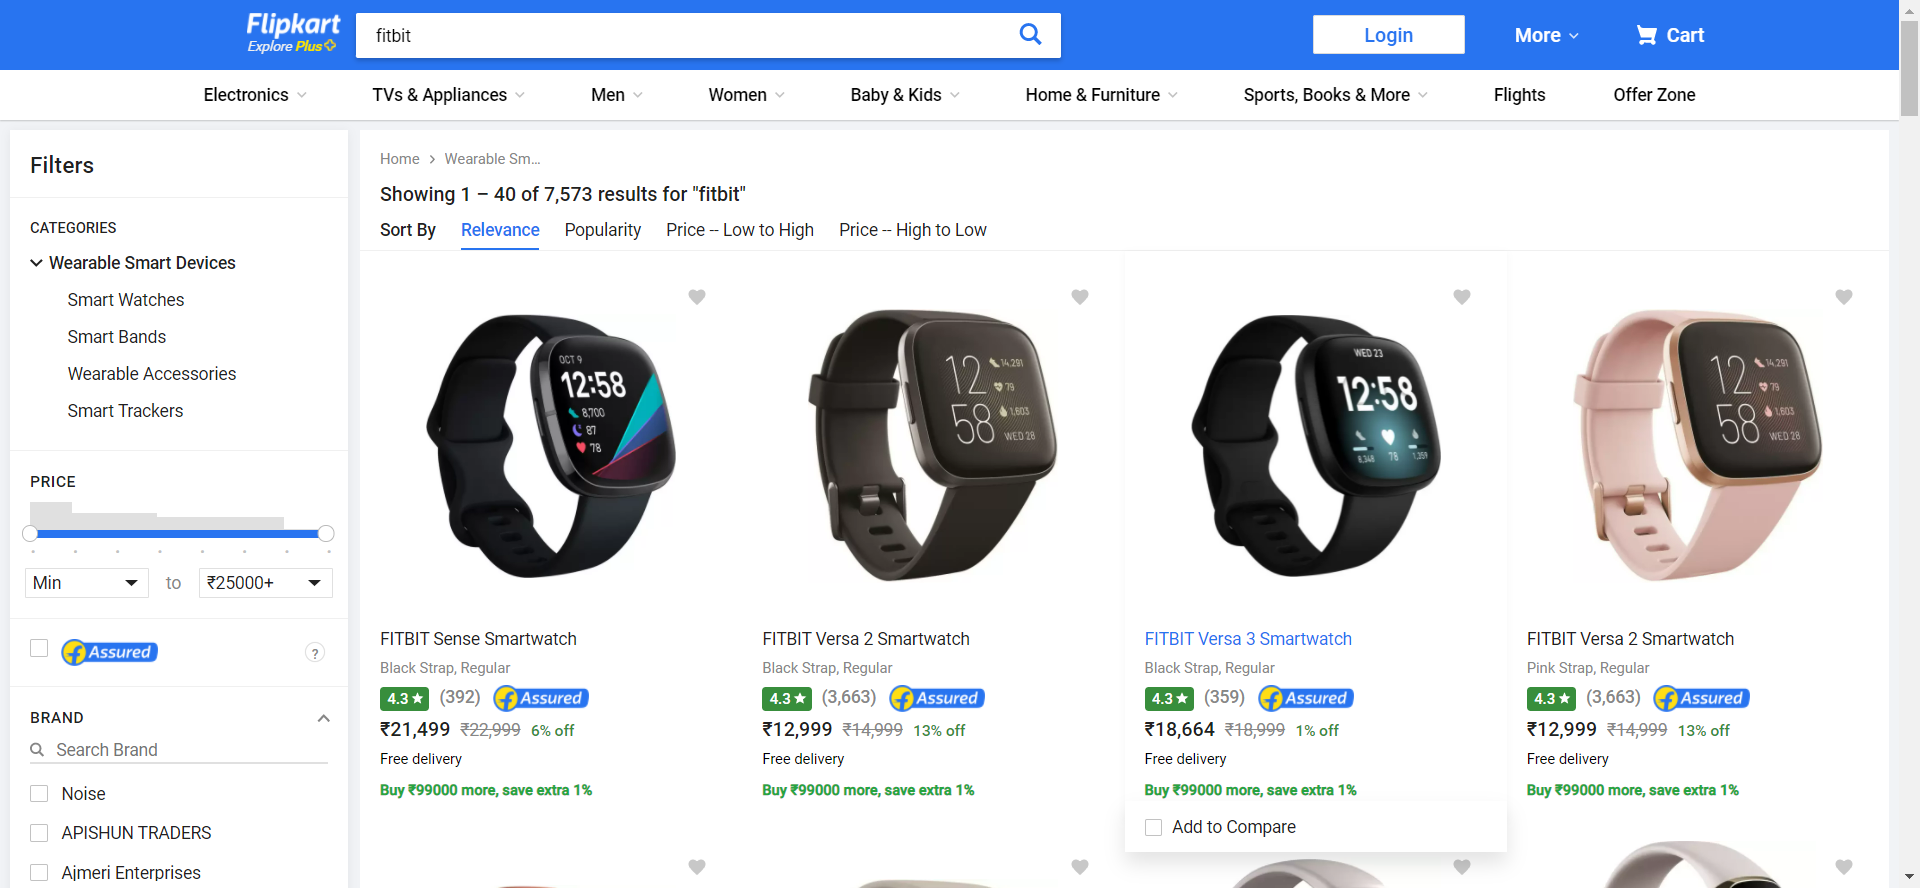 Flipkart
Explore Plus
fitbit
Login
More
Cart
Electronics
TVs & Appliances
Men
Women
Baby & Kids
Home & Furniture
Sports, Books & More
Flights
Offer Zone
Filters
CATEGORIES
Wearable Smart Devices
Smart Watches
Smart Bands
Wearable Accessories
Smart Trackers
PRICE
Min
to
₹25000+
Assured
?
BRAND
Search Brand
Noise
APISHUN TRADERS
Ajmeri Enterprises
Home > Wearable Sm...
Showing 1 – 40 of 7,573 results for "fitbit"
Sort By Relevance Popularity Price -- Low to High Price -- High to Low
OCT 9
12:58
8,700
87
78
FITBIT Sense Smartwatch
Black Strap, Regular
4.3 ★ (392) Assured
₹21,499 ₹22,999 6% off
Free delivery
Buy ₹99000 more, save extra 1%
12
58
14,291
79
1,603
WED 28
FITBIT Versa 2 Smartwatch
Black Strap, Regular
4.3 ★ (3,663) Assured
₹12,999 ₹14,999 13% off
Free delivery
Buy ₹99000 more, save extra 1%
WED 23
12:58
8,348 78 1,359
FITBIT Versa 3 Smartwatch
Black Strap, Regular
4.3 ★ (359) Assured
₹18,664 ₹18,999 1% off
Free delivery
Buy ₹99000 more, save extra 1%
Add to Compare
12
58
14,291
79
1,603
WED 28
FITBIT Versa 2 Smartwatch
Pink Strap, Regular
4.3 ★ (3,663) Assured
₹12,999 ₹14,999 13% off
Free delivery
Buy ₹99000 more, save extra 1%